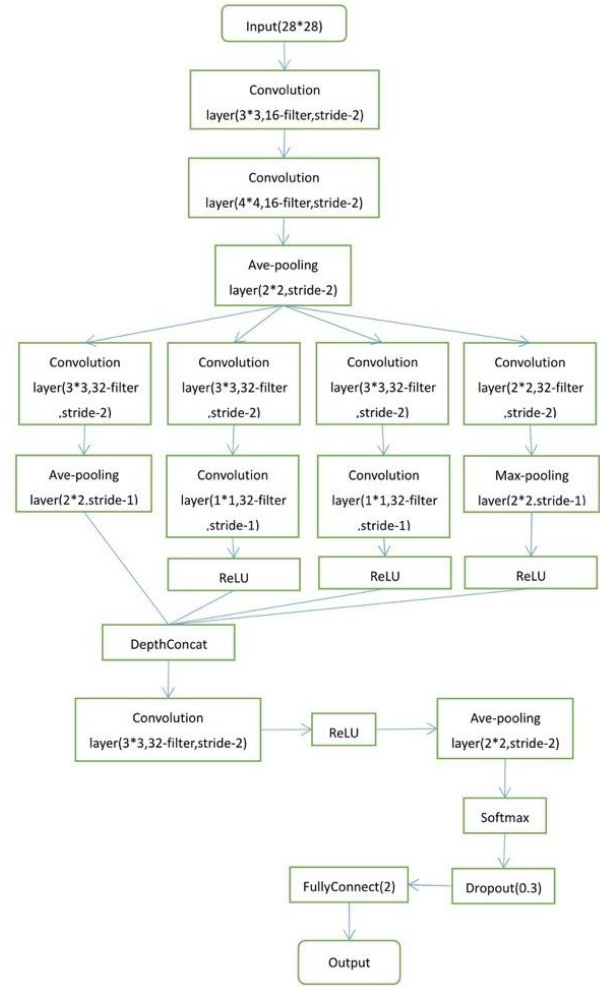 Input(28*28)
Convolution
layer(3*3,16-filter,stride-2)
Convolution
layer(4*4,16-filter,stride-2)
Ave-pooling
layer(2*2,stride-2)
Convolution
layer(3*3,32-filter
,stride-2)
Convolution
layer(3*3,32-filter
,stride-2)
Convolution
layer(3*3,32-filter
,stride-2)
Convolution
layer(2*2,32-filter
,stride-2)
Ave-pooling
layer(2*2,stride-1)
Convolution
layer(1*1,32-filter
,stride-1)
Convolution
layer(1*1,32-filter
,stride-1)
Max-pooling
layer(2*2,stride-1)
ReLU
ReLU
ReLU
DepthConcat
Convolution
layer(3*3,32-filter,stride-2)
ReLU
Ave-pooling
layer(2*2,stride-2)
Softmax
Dropout(0.3)
FullyConnect(2)
Output